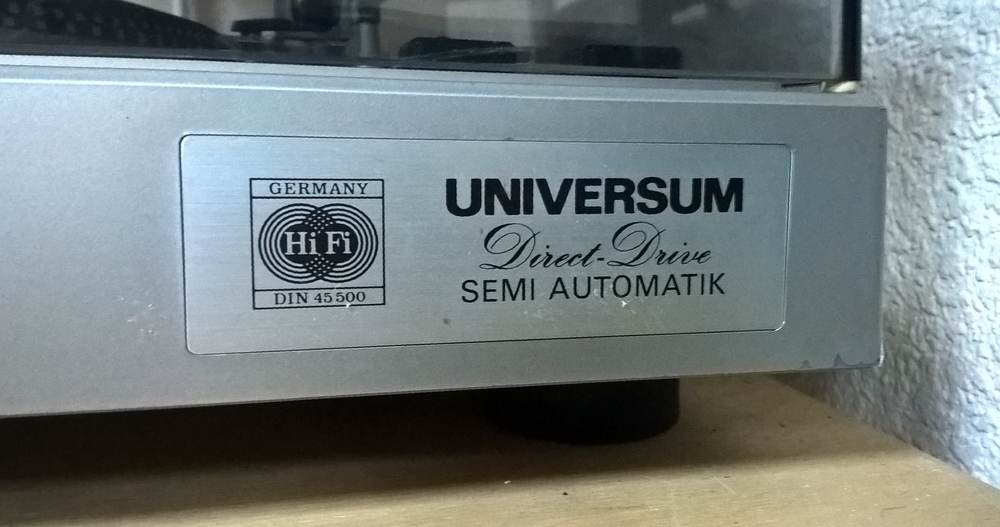 GERMANY
Hi Fi
DIN 45500
UNIVERSUM
Direct-Drive
SEMI AUTOMATIK